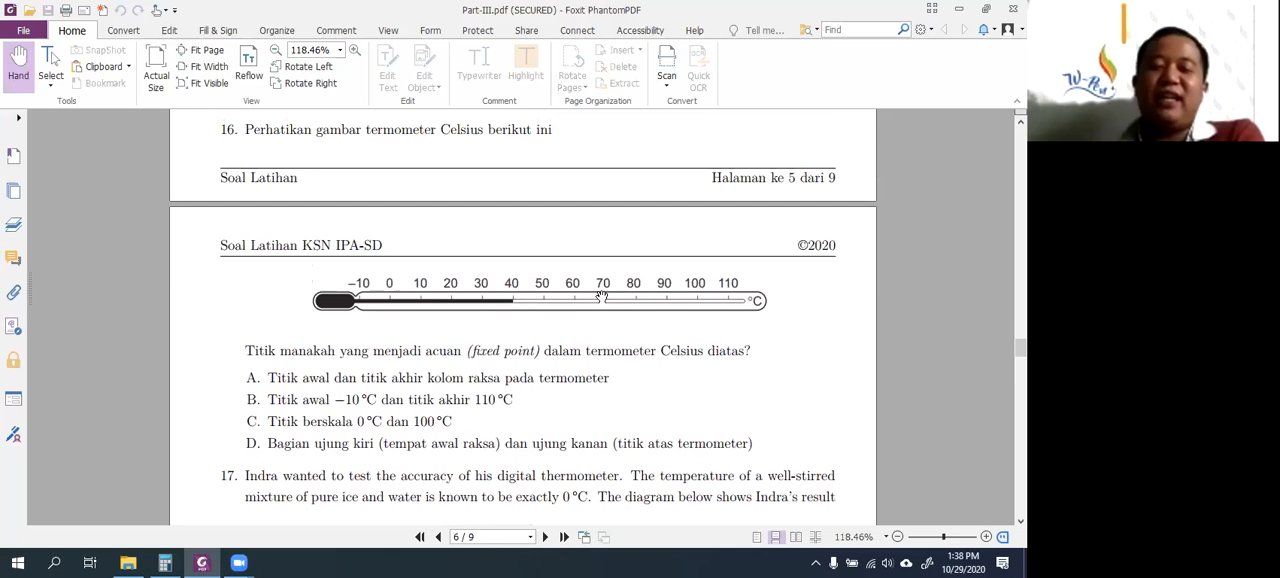 Part-III.pdf (SECURED) - Foxit PhantomPDF
File Home Convert Edit Fill & Sign Organize Comment View Form Protect Share Connect Accessibility Help Tell me... Find
Hand
Select
SnapShot
Clipboard
Bookmark
Tools
Actual Size
Fit Page
Fit Width
Fit Visible
Reflow
118.46%
Rotate Left
Rotate Right
View
Edit Text
Edit Object
Edit
Typewriter
Highlight
Comment
Rotate Pages
Insert
Delete
Extract
Page Organization
Scan
Quick OCR
Convert
16. Perhatikan gambar termometer Celsius berikut ini
Soal Latihan Halaman ke 5 dari 9
Soal Latihan KSN IPA-SD ©2020
−10 0 10 20 30 40 50 60 70 80 90 100 110
°C
Titik manakah yang menjadi acuan (fixed point) dalam termometer Celsius diatas?
A. Titik awal dan titik akhir kolom raksa pada termometer
B. Titik awal −10 °C dan titik akhir 110 °C
C. Titik berskala 0 °C dan 100 °C
D. Bagian ujung kiri (tempat awal raksa) dan ujung kanan (titik atas termometer)
17. Indra wanted to test the accuracy of his digital thermometer. The temperature of a well-stirred
mixture of pure ice and water is known to be exactly 0 °C. The diagram below shows Indra's result
6 / 9
118.46%
1:38 PM
10/29/2020